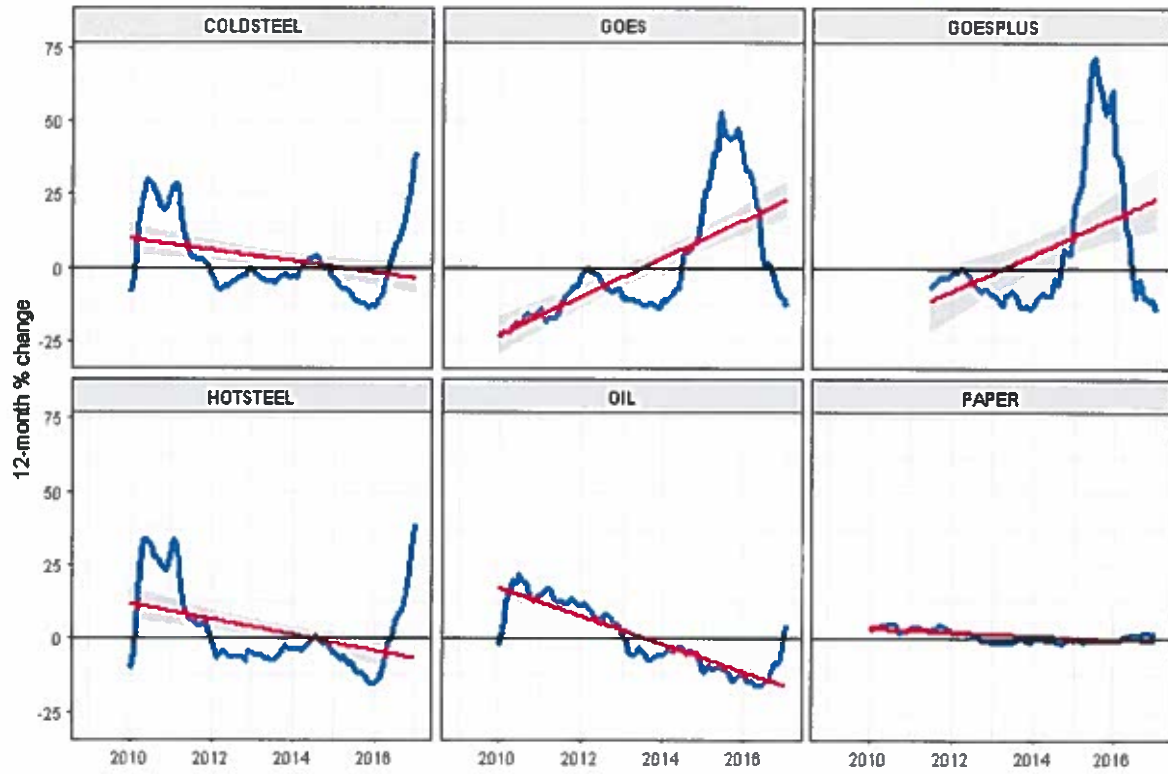 COLDSTEEL GOES GOESPLUS
75
50
25
0
-25
HOTSTEEL OIL PAPER
75
50
25
0
-25
2010 2012 2014 2016 2010 2012 2014 2016 2010 2012 2014 2016
12-month % change